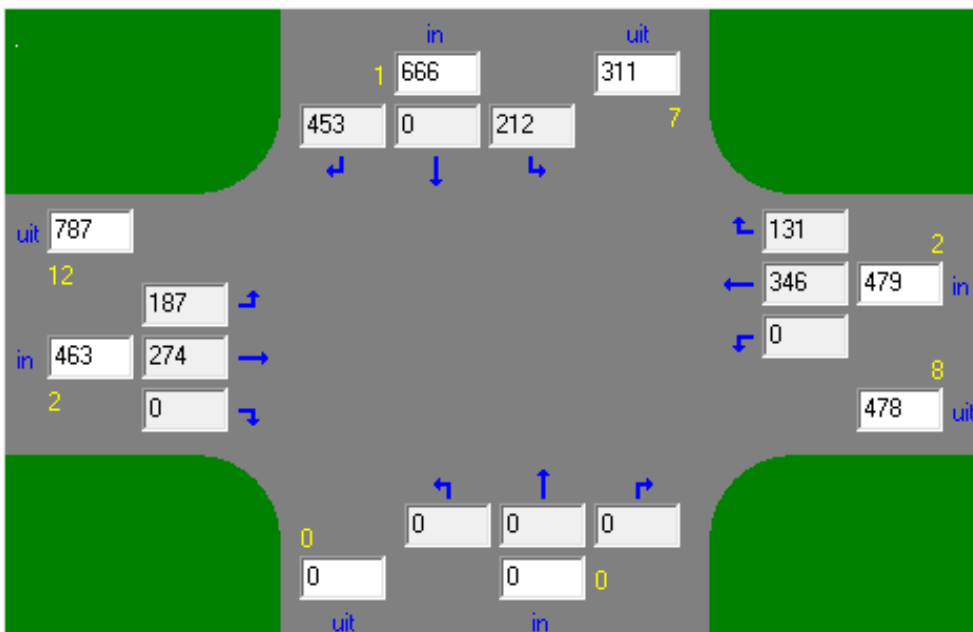 in uit
1 666 311
453 0 212 7
uit 787 131 2
12
187 346 479 in
in 463 274 0
2 0 8
478 uit
0 0 0
0
0 0 0
uit in